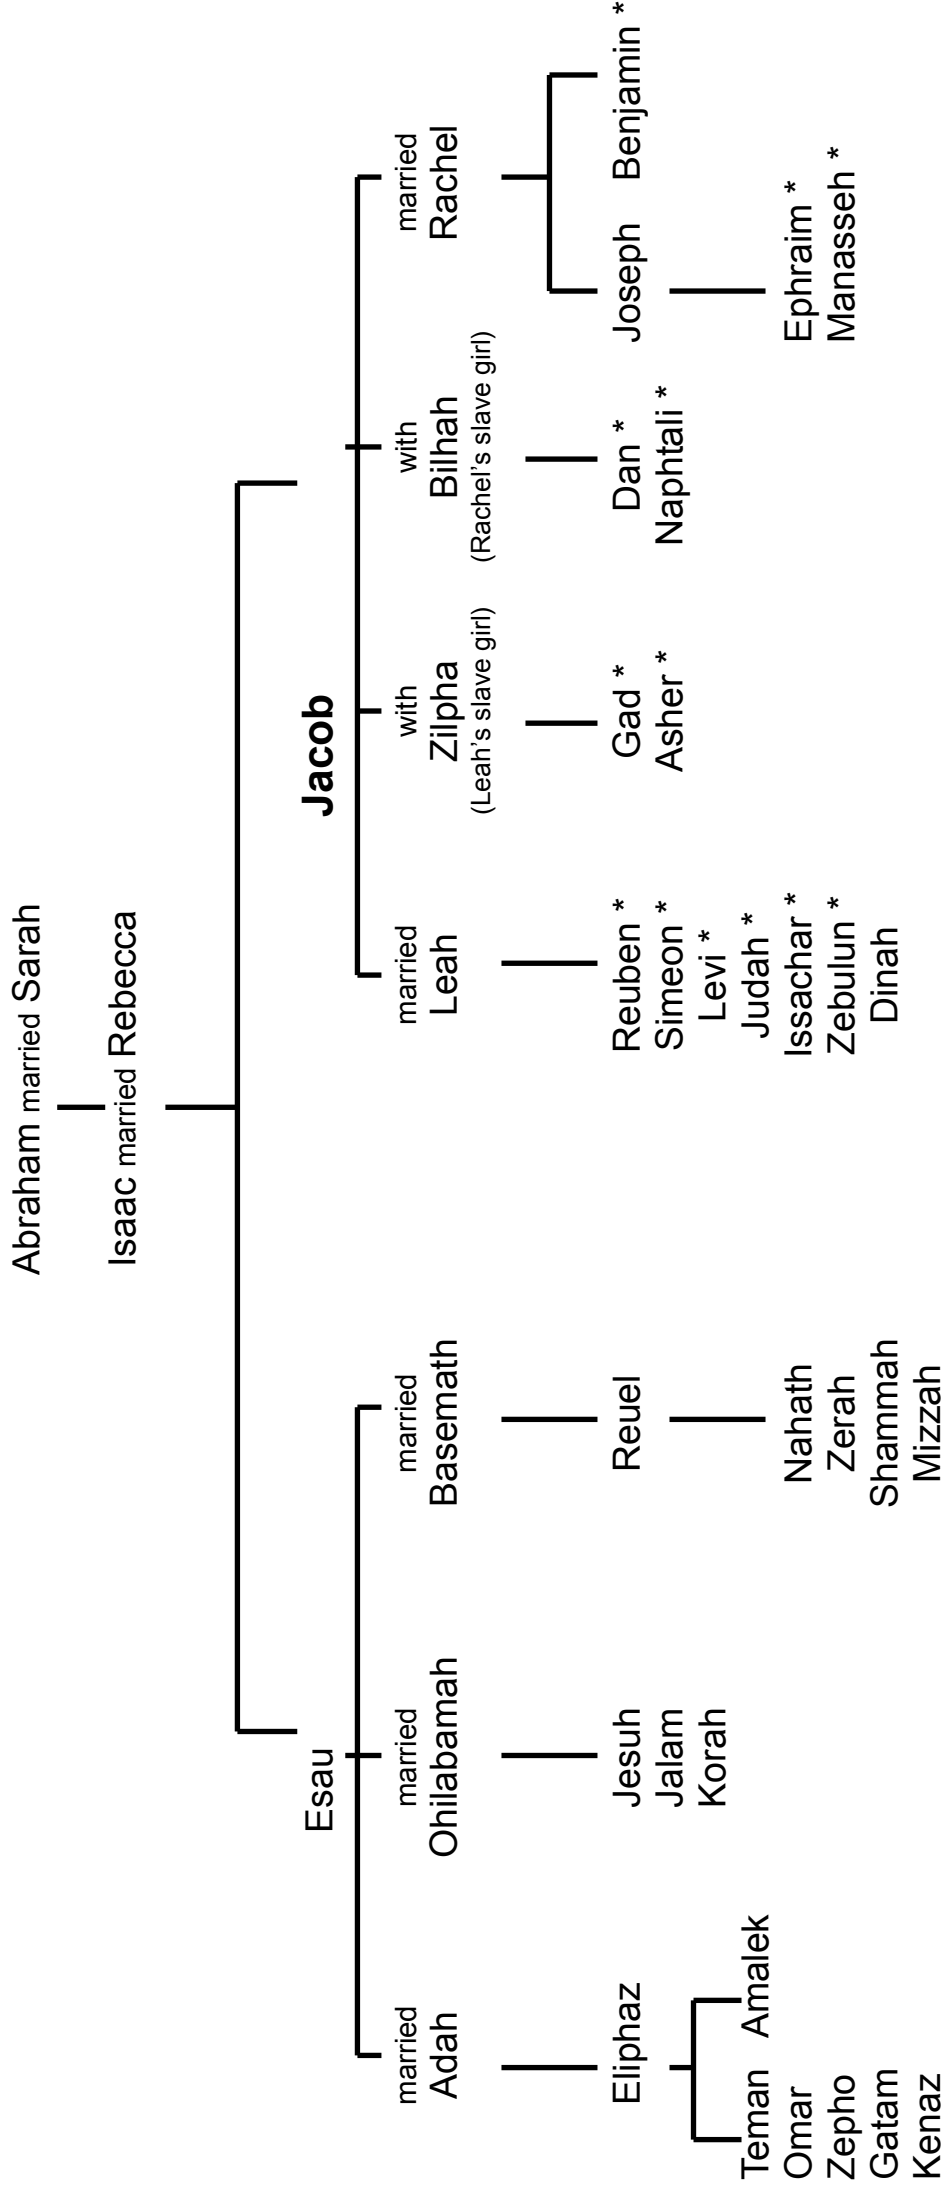 Abraham married Sarah
Isaac married Rebecca
Esau
Jacob
married
Adah
married
Ohilabamah
married
Basemath
married
Leah
with
Zilpha
(Leah's slave girl)
with
Bilhah
(Rachel's slave girl)
married
Rachel
Eliphaz
Jesuh
Jalam
Korah
Reuel
Reuben *
Simeon *
Levi *
Judah *
Issachar *
Zebulun *
Dinah
Gad *
Asher *
Dan *
Naphtali *
Joseph
Benjamin *
Teman
Omar
Zepho
Gatam
Kenaz
Amalek
Nahath
Zerah
Shammah
Mizzah
Ephraim *
Manasseh *